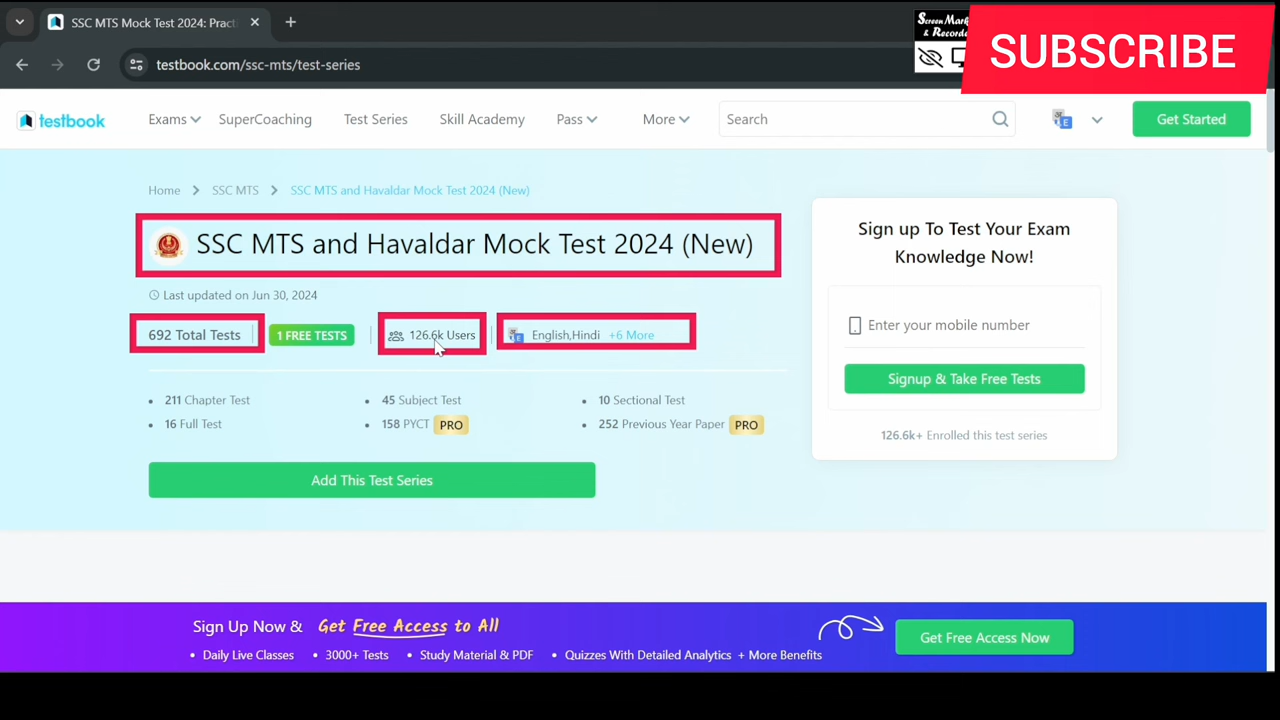 SSC MTS Mock Test 2024: Pract
Screen Mark
& Recorde
SUBSCRIBE
testbook.com/ssc-mts/test-series
testbook
Exams
SuperCoaching
Test Series
Skill Academy
Pass
More
Search
E
Get Started
Home
SSC MTS
SSC MTS and Havaldar Mock Test 2024 (New)
SSC MTS and Havaldar Mock Test 2024 (New)
Last updated on Jun 30, 2024
692 Total Tests
1 FREE TESTS
126.6k Users
E
English,Hindi +6 More
• 211 Chapter Test
• 45 Subject Test
• 10 Sectional Test
• 16 Full Test
• 158 PYCT PRO
• 252 Previous Year Paper PRO
Add This Test Series
Sign up To Test Your Exam
Knowledge Now!
Enter your mobile number
Signup & Take Free Tests
126.6k+ Enrolled this test series
Sign Up Now & Get Free Access to All
• Daily Live Classes • 3000+ Tests • Study Material & PDF • Quizzes With Detailed Analytics + More Benefits
Get Free Access Now